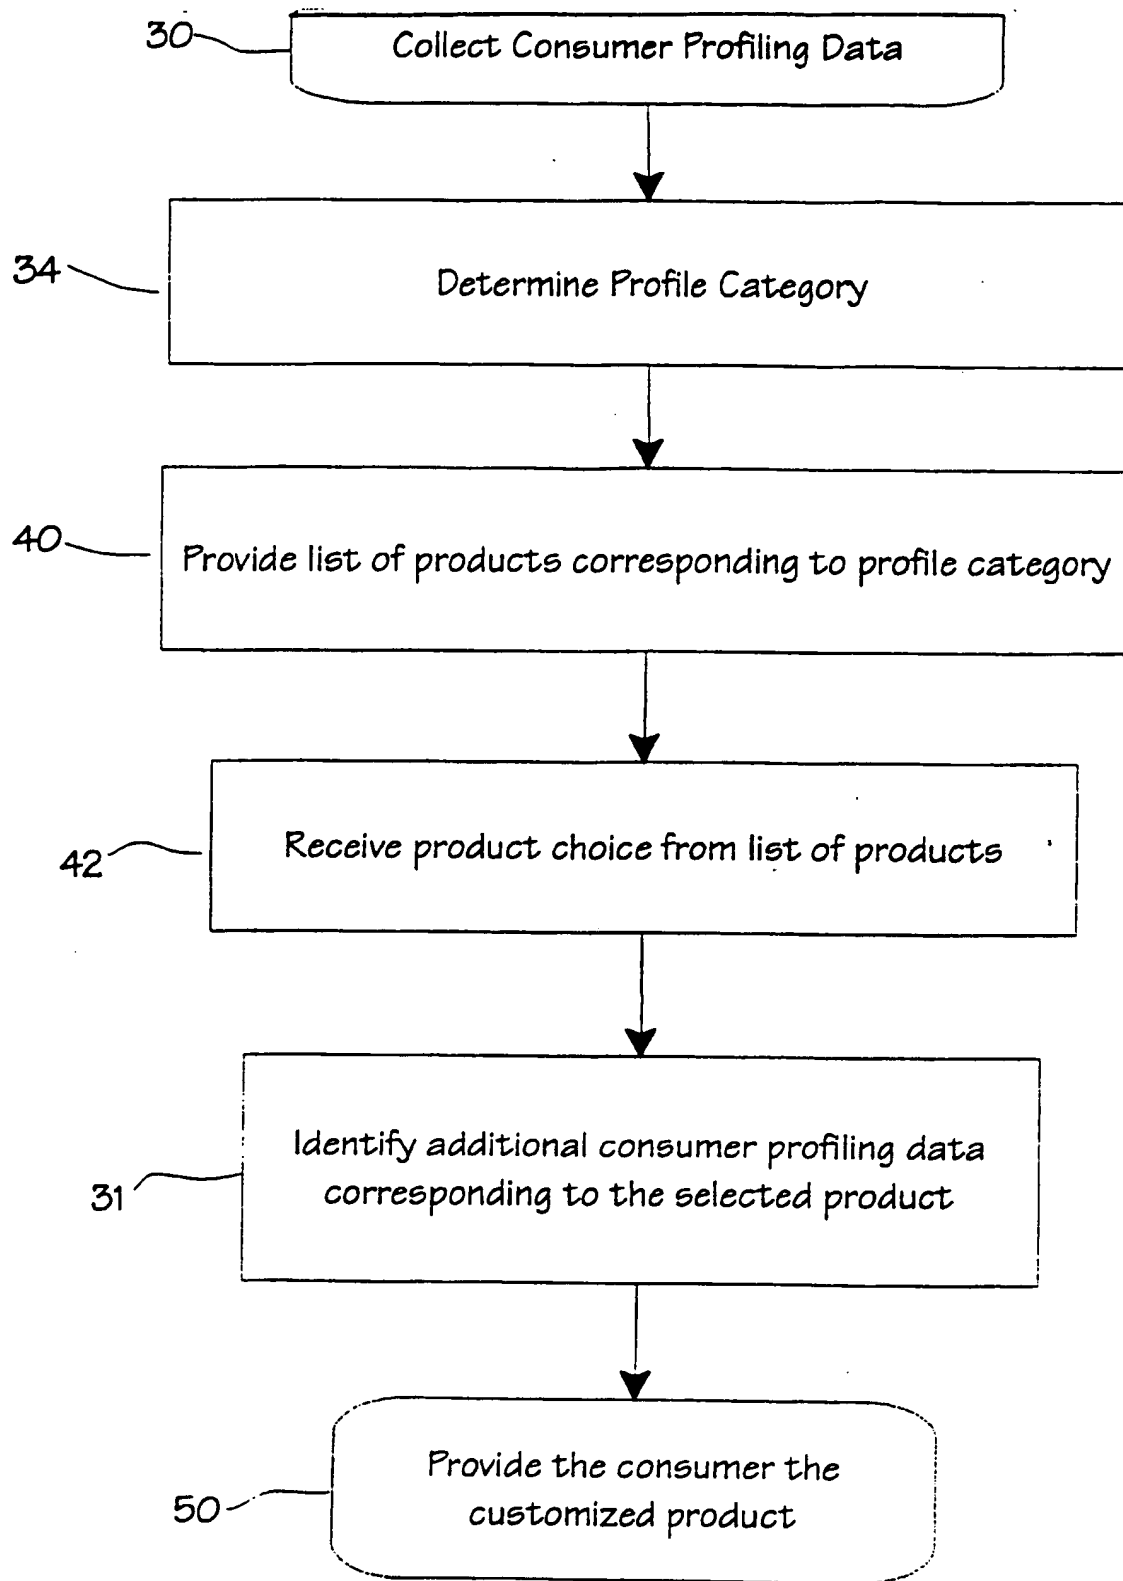 30
Collect Consumer Profiling Data
34
Determine Profile Category
40
Provide list of products corresponding to profile category
42
Receive product choice from list of products
31
Identify additional consumer profiling data
corresponding to the selected product
50
Provide the consumer the
customized product